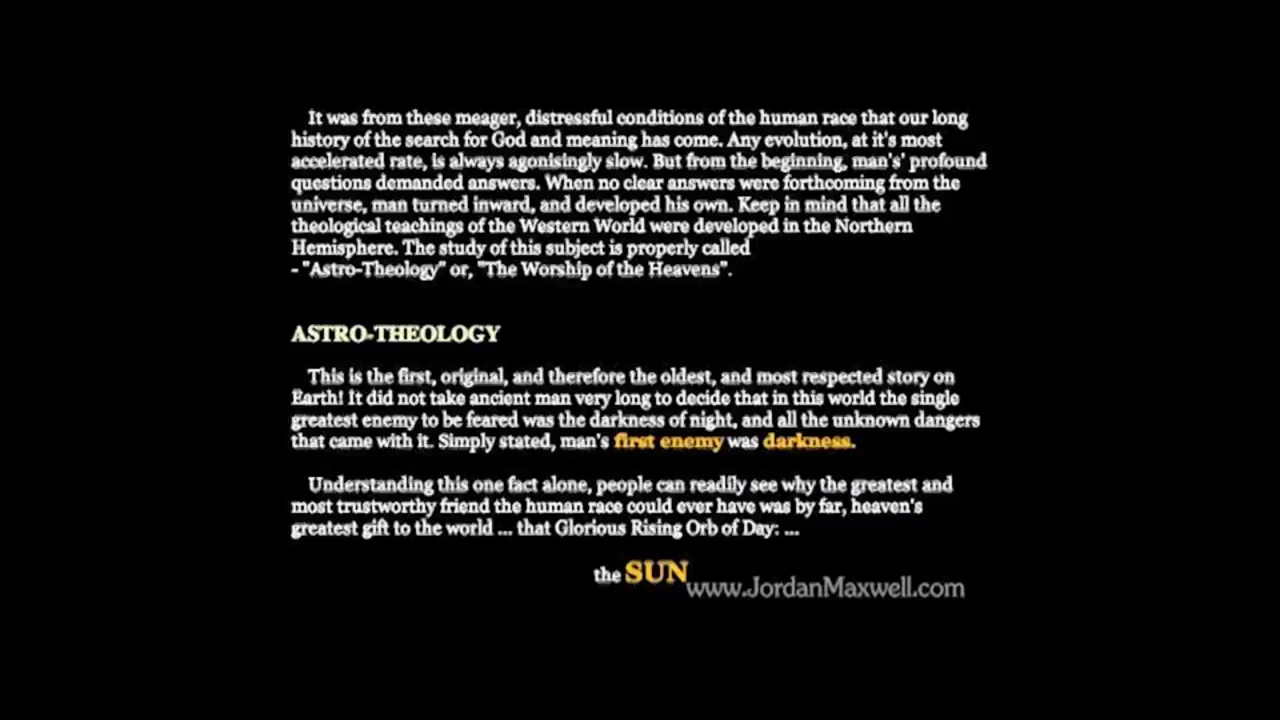 It was from these meager, distressful conditions of the human race that our long
history of the search for God and meaning has come. Any evolution, at it's most
accelerated rate, is always agonisingly slow. But from the beginning, man's' profound
questions demanded answers. When no clear answers were forthcoming from the
universe, man turned inward, and developed his own. Keep in mind that all the
theological teachings of the Western World were developed in the Northern
Hemisphere. The study of this subject is properly called
- "Astro-Theology" or, "The Worship of the Heavens".
ASTRO-THEOLOGY
This is the first, original, and therefore the oldest, and most respected story on
Earth! It did not take ancient man very long to decide that in this world the single
greatest enemy to be feared was the darkness of night, and all the unknown dangers
that came with it. Simply stated, man's first enemy was darkness.
Understanding this one fact alone, people can readily see why the greatest and
most trustworthy friend the human race could ever have was by far, heaven's
greatest gift to the world ... that Glorious Rising Orb of Day: ...
the SUN
www.JordanMaxwell.com